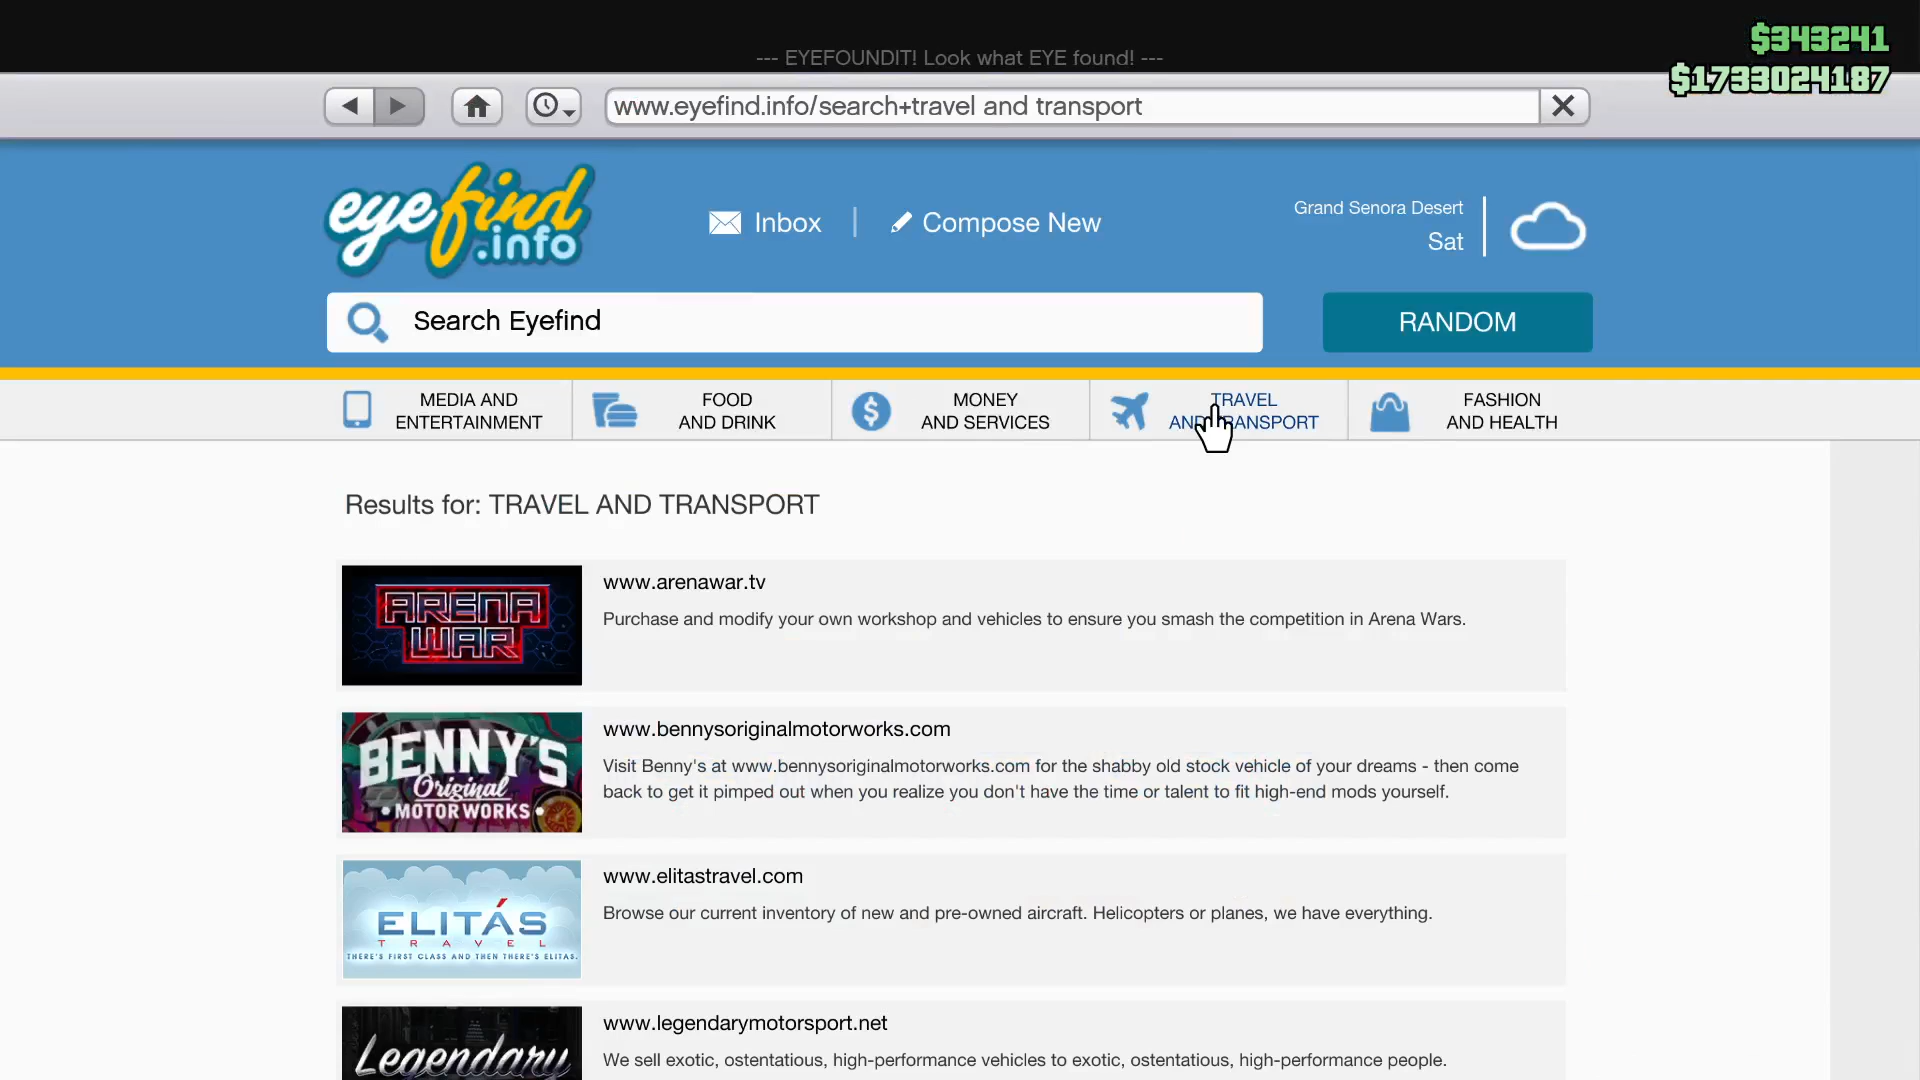 $343241
--- EYEFOUNDIT! Look what EYE found! ---
$1733024187
www.eyefind.info/search+travel and transport
eyefind
.info
Inbox
Compose New
Grand Senora Desert
Sat
Search Eyefind
RANDOM
MEDIA AND
ENTERTAINMENT
FOOD
AND DRINK
MONEY
AND SERVICES
TRAVEL
AND TRANSPORT
FASHION
AND HEALTH
Results for: TRAVEL AND TRANSPORT
ARENA
WAR
www.arenawar.tv
Purchase and modify your own workshop and vehicles to ensure you smash the competition in Arena Wars.
BENNY'S
Original
MOTOR WORKS
www.bennysoriginalmotorworks.com
Visit Benny's at www.bennysoriginalmotorworks.com for the shabby old stock vehicle of your dreams - then come
back to get it pimped out when you realize you don't have the time or talent to fit high-end mods yourself.
ELITÁS
TRAVEL
THERE'S FIRST CLASS AND THEN THERE'S ELITAS.
www.elitastravel.com
Browse our current inventory of new and pre-owned aircraft. Helicopters or planes, we have everything.
Legendary
www.legendarymotorsport.net
We sell exotic, ostentatious, high-performance vehicles to exotic, ostentatious, high-performance people.